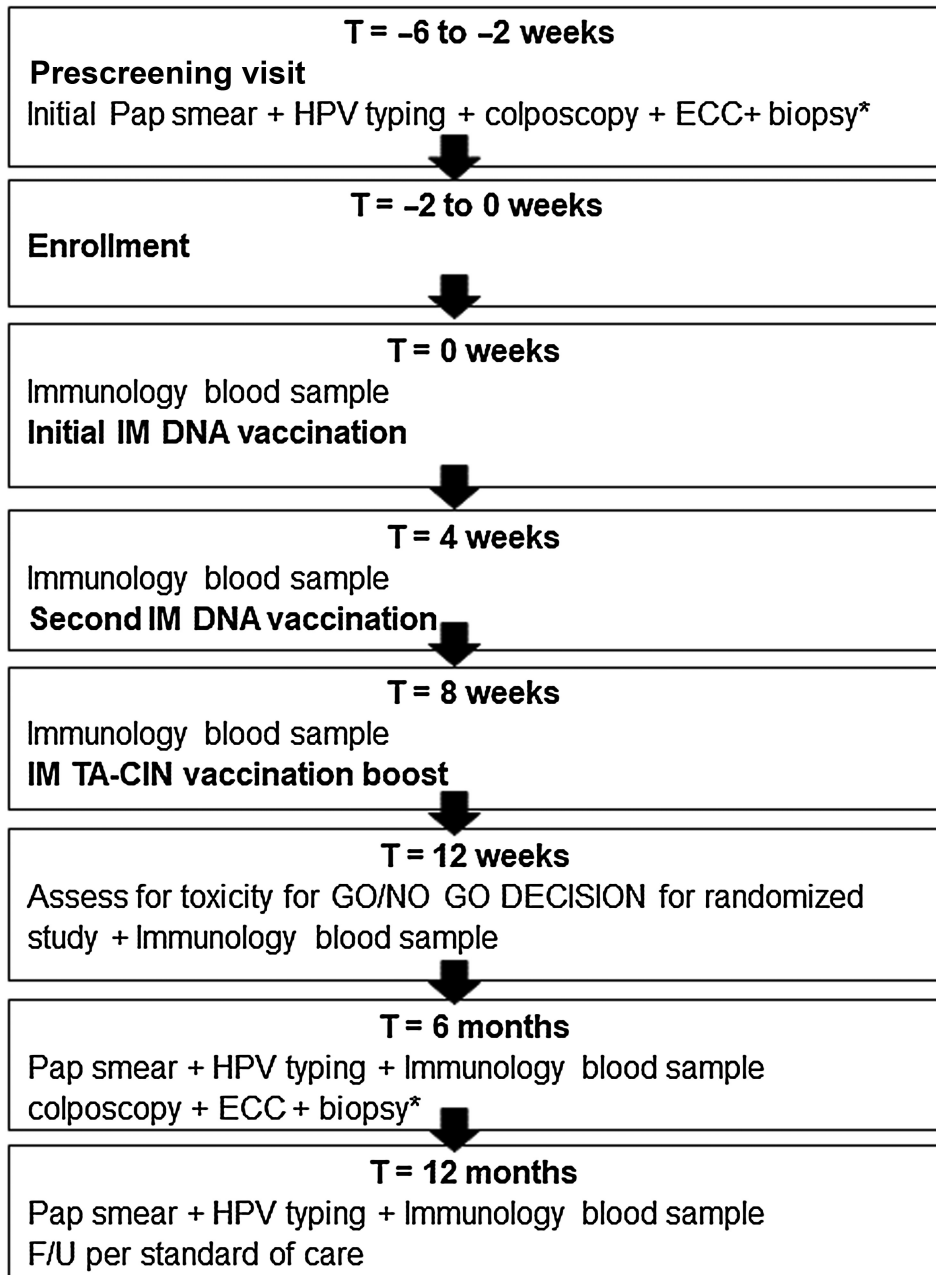 T = –6 to –2 weeks
Prescreening visit
Initial Pap smear + HPV typing + colposcopy + ECC+ biopsy*
T = –2 to 0 weeks
Enrollment
T = 0 weeks
Immunology blood sample
Initial IM DNA vaccination
T = 4 weeks
Immunology blood sample
Second IM DNA vaccination
T = 8 weeks
Immunology blood sample
IM TA-CIN vaccination boost
T = 12 weeks
Assess for toxicity for GO/NO GO DECISION for randomized
study + Immunology blood sample
T = 6 months
Pap smear + HPV typing + Immunology blood sample
colposcopy + ECC + biopsy*
T = 12 months
Pap smear + HPV typing + Immunology blood sample
F/U per standard of care